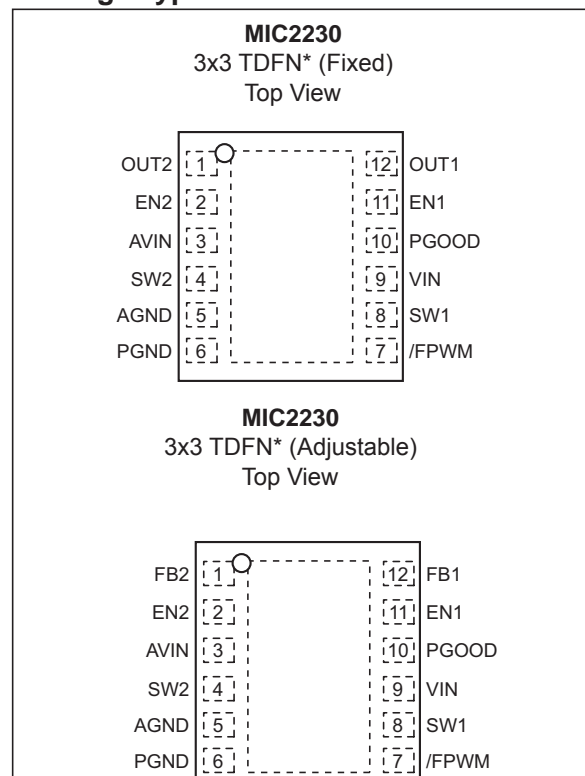 MIC2230
3x3 TDFN* (Fixed)
Top View
OUT2 1 12 OUT1
EN2 2 11 EN1
AVIN 3 10 PGOOD
SW2 4 9 VIN
AGND 5 8 SW1
PGND 6 7 /FPWM
MIC2230
3x3 TDFN* (Adjustable)
Top View
FB2 1 12 FB1
EN2 2 11 EN1
AVIN 3 10 PGOOD
SW2 4 9 VIN
AGND 5 8 SW1
PGND 6 7 /FPWM